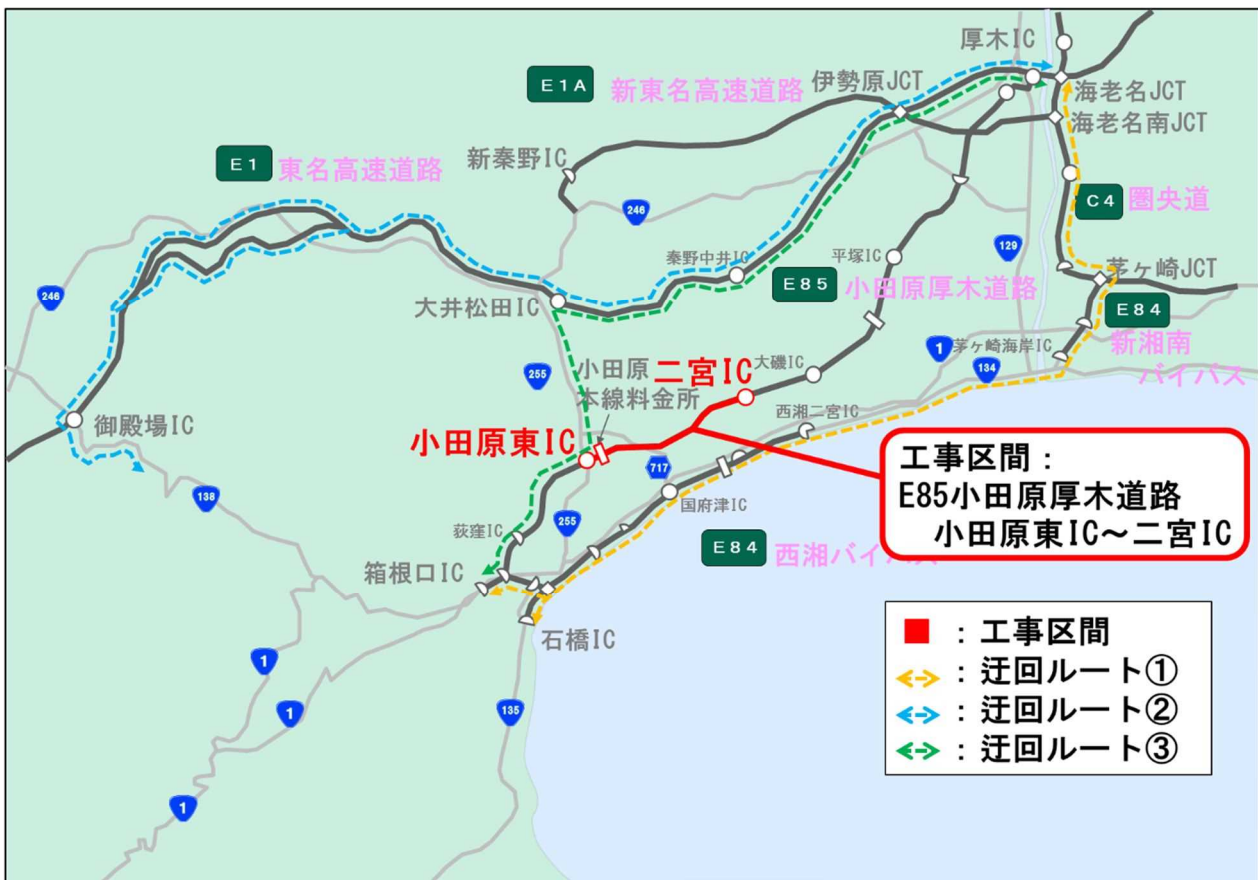 厚木IC
E1A
新東名高速道路
伊勢原JCT
海老名JCT
海老名南JCT
E1
東名高速道路
新秦野IC
246
C4
圏央道
129
秦野中井IC
平塚IC
茅ヶ崎JCT
246
大井松田IC
E85
小田原厚木道路
E84
新湘南
バイパス
1
茅ヶ崎海岸IC
134
255
小田原
本線料金所
二宮IC
大磯IC
西湘二宮IC
御殿場IC
小田原東IC
717
工事区間：
E85小田原厚木道路
小田原東IC～二宮IC
138
国府津IC
荻窪IC
255
E84
西湘バイパス
箱根口IC
石橋IC
：工事区間
：迂回ルート①
：迂回ルート②
：迂回ルート③
1
1
135
1